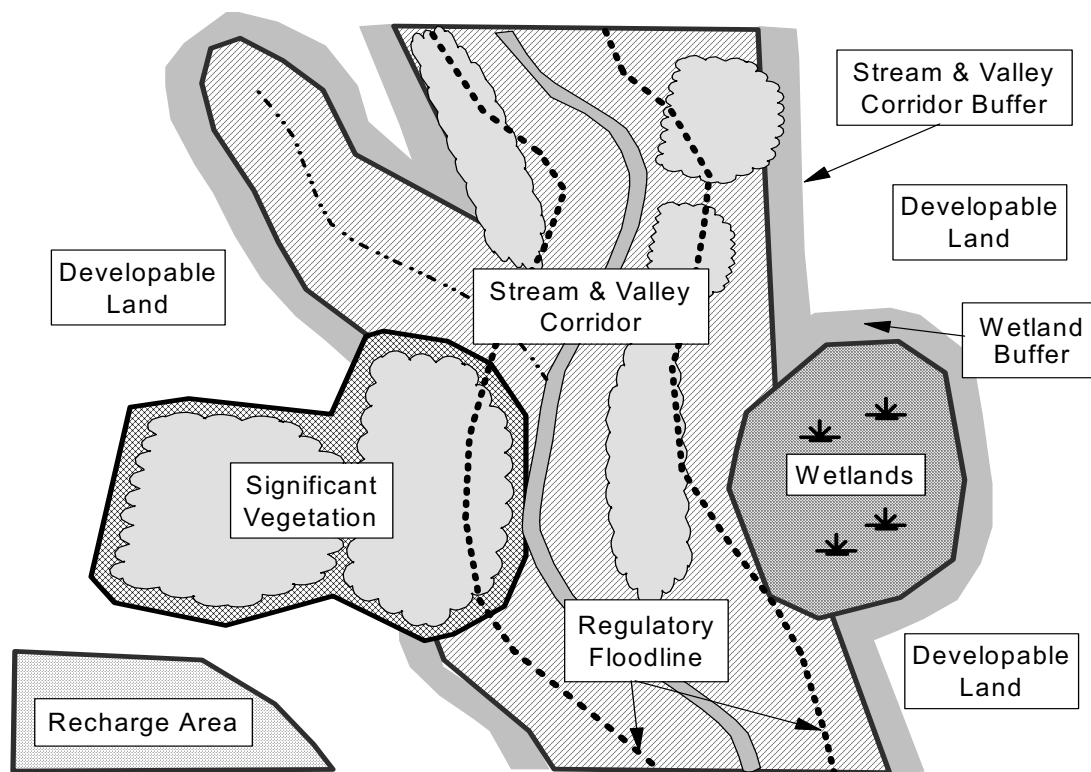 Stream & Valley
Corridor Buffer
Developable
Land
Developable
Land
Stream & Valley
Corridor
Wetland
Buffer
Significant
Vegetation
Wetlands
Regulatory
Floodline
Developable
Land
Recharge Area